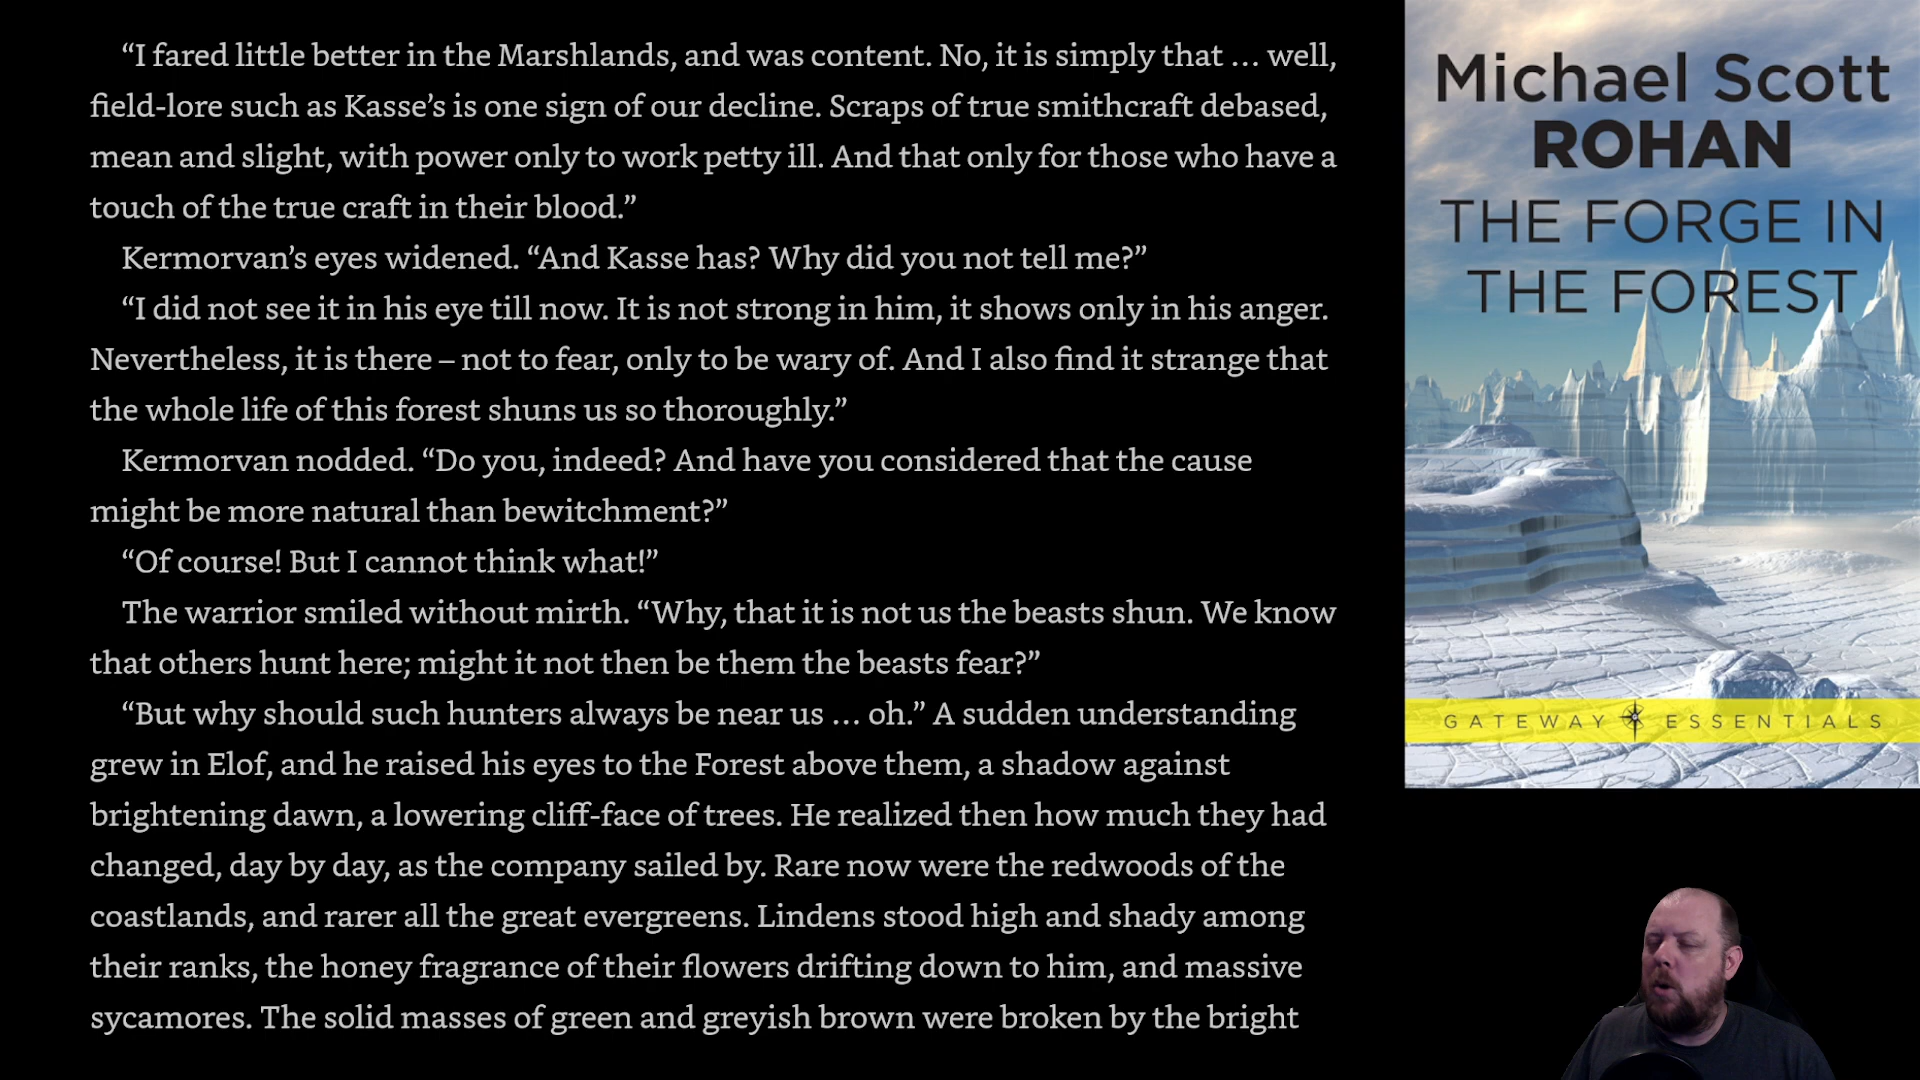 “I fared little better in the Marshlands, and was content. No, it is simply that … well,
field-lore such as Kasse’s is one sign of our decline. Scraps of true smithcraft debased,
mean and slight, with power only to work petty ill. And that only for those who have a
touch of the true craft in their blood.”
Kermorvan’s eyes widened. “And Kasse has? Why did you not tell me?”
“I did not see it in his eye till now. It is not strong in him, it shows only in his anger.
Nevertheless, it is there – not to fear, only to be wary of. And I also find it strange that
the whole life of this forest shuns us so thoroughly.”
Kermorvan nodded. “Do you, indeed? And have you considered that the cause
might be more natural than bewitchment?”
“Of course! But I cannot think what!”
The warrior smiled without mirth. “Why, that it is not us the beasts shun. We know
that others hunt here; might it not then be them the beasts fear?”
“But why should such hunters always be near us … oh.” A sudden understanding
grew in Elof, and he raised his eyes to the Forest above them, a shadow against
brightening dawn, a lowering cliff-face of trees. He realized then how much they had
changed, day by day, as the company sailed by. Rare now were the redwoods of the
coastlands, and rarer all the great evergreens. Lindens stood high and shady among
their ranks, the honey fragrance of their flowers drifting down to him, and massive
sycamores. The solid masses of green and greyish brown were broken by the bright
Michael Scott
ROHAN
THE FORGE IN
THE FOREST
GATEWAY ESSENTIALS